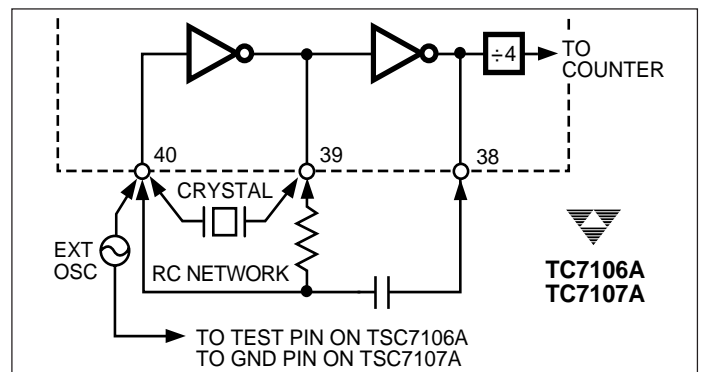 ÷4
TO
COUNTER
40
39
38
CRYSTAL
EXT
OSC
RC NETWORK
TC7106A
TC7107A
TO TEST PIN ON TSC7106A
TO GND PIN ON TSC7107A